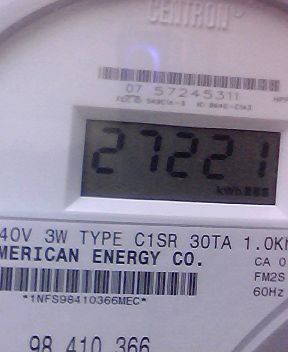 CENTRON
07 57245311
27221
kWh
40V 3W TYPE C1SR 30TA 1.0K
MERICAN ENERGY CO.
CA 0
FM2S
60Hz
*1NFS98410366MEC*
98 410 366